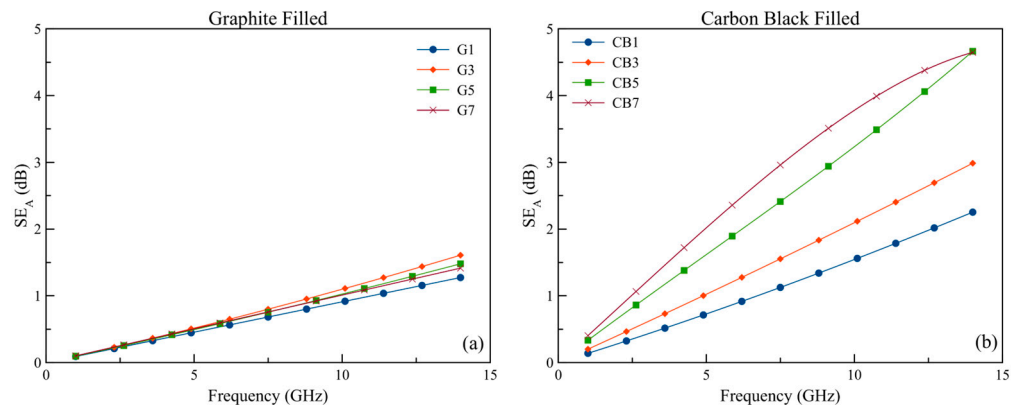 Graphite Filled
5
4
3
2
1
0
SE_A (dB)
G1
G3
G5
G7
(a)
0
5
10
15
Frequency (GHz)
Carbon Black Filled
5
4
3
2
1
0
SE_A (dB)
CB1
CB3
CB5
CB7
(b)
0
5
10
15
Frequency (GHz)